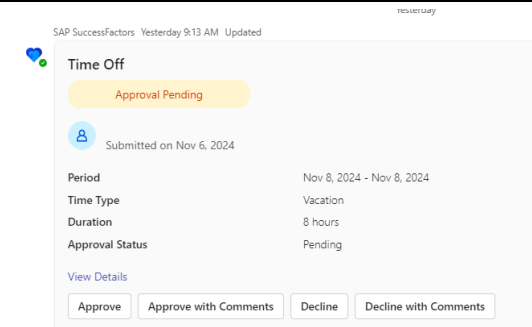 Yesterday
SAP SuccessFactors Yesterday 9:13 AM Updated
Time Off
Approval Pending
Submitted on Nov 6, 2024
Period Nov 8, 2024 - Nov 8, 2024
Time Type Vacation
Duration 8 hours
Approval Status Pending
View Details
Approve Approve with Comments Decline Decline with Comments